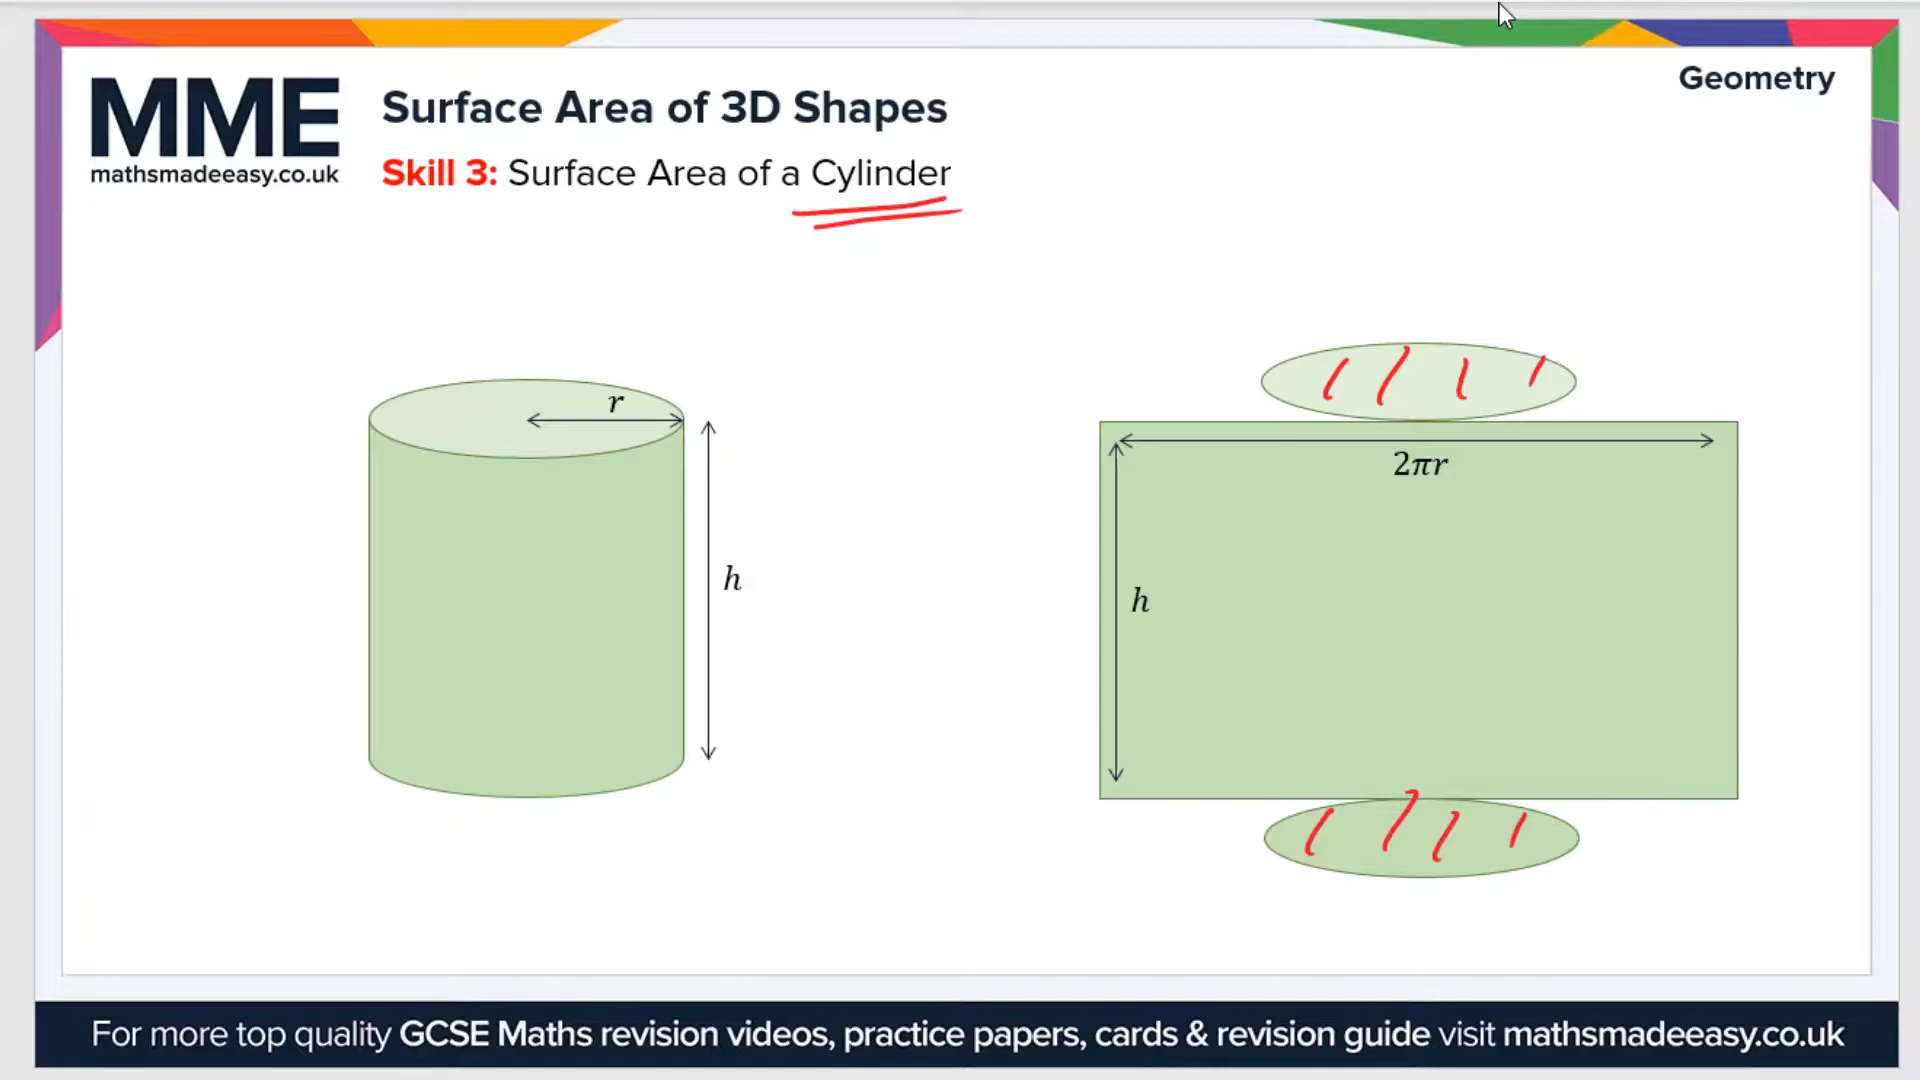 Geometry
MME
mathsmadeeasy.co.uk
Surface Area of 3D Shapes
Skill 3: Surface Area of a Cylinder
r
h
2πr
h
For more top quality GCSE Maths revision videos, practice papers, cards & revision guide visit mathsmadeeasy.co.uk